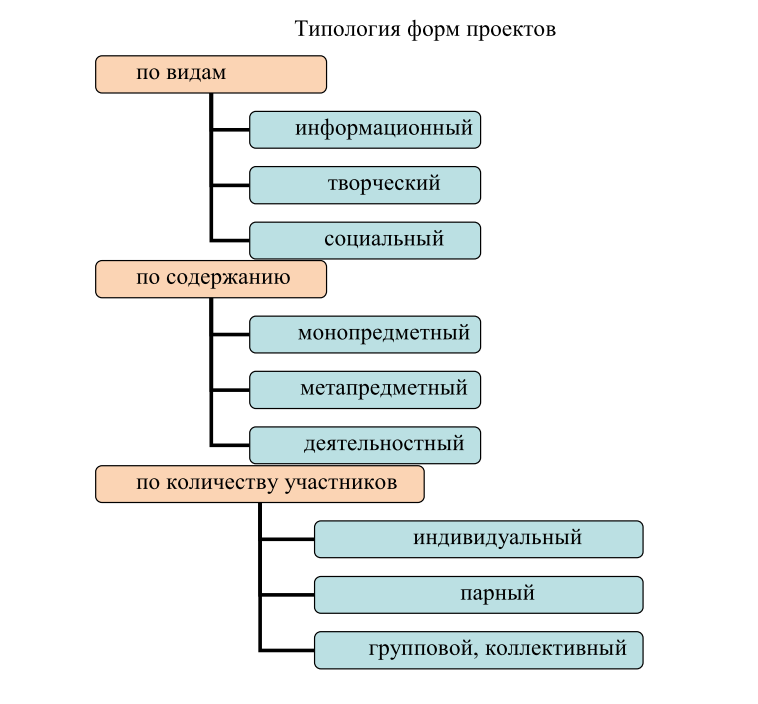 Типология форм проектов
по видам
информационный
творческий
социальный
по содержанию
монопредметный
метапредметный
деятельностный
по количеству участников
индивидуальный
парный
групповой, коллективный